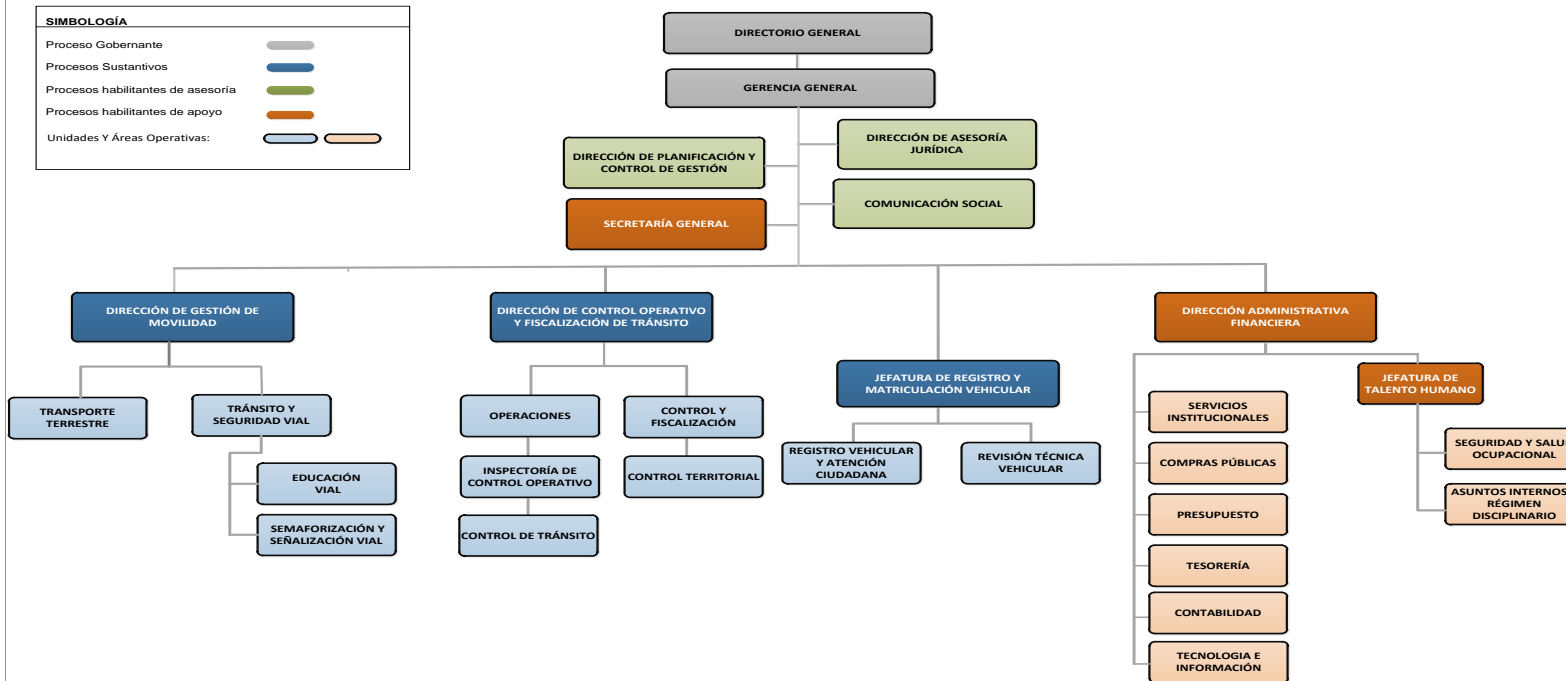 SIMBOLOGÍA
Proceso Gobernante
Procesos Sustantivos
Procesos habilitantes de asesoría
Procesos habilitantes de apoyo
Unidades Y Áreas Operativas:
DIRECTORIO GENERAL
GERENCIA GENERAL
DIRECCIÓN DE PLANIFICACIÓN Y
CONTROL DE GESTIÓN
DIRECCIÓN DE ASESORÍA
JURÍDICA
SECRETARÍA GENERAL
COMUNICACIÓN SOCIAL
DIRECCIÓN DE GESTIÓN DE
MOVILIDAD
DIRECCIÓN DE CONTROL OPERATIVO
Y FISCALIZACIÓN DE TRÁNSITO
JEFATURA DE REGISTRO Y
MATRICULACIÓN VEHICULAR
DIRECCIÓN ADMINISTRATIVA
FINANCIERA
TRANSPORTE
TERRESTRE
TRÁNSITO Y
SEGURIDAD VIAL
EDUCACIÓN
VIAL
SEMAFORIZACIÓN Y
SEÑALIZACIÓN VIAL
OPERACIONES
INSPECTORÍA DE
CONTROL OPERATIVO
CONTROL DE TRÁNSITO
CONTROL Y
FISCALIZACIÓN
CONTROL TERRITORIAL
REGISTRO VEHICULAR
Y ATENCIÓN
CIUDADANA
REVISIÓN TÉCNICA
VEHICULAR
SERVICIOS
INSTITUCIONALES
COMPRAS PÚBLICAS
PRESUPUESTO
TESORERÍA
CONTABILIDAD
TECNOLOGIA E
INFORMACIÓN
JEFATURA DE
TALENTO HUMANO
SEGURIDAD Y SALU
OCUPACIONAL
ASUNTOS INTERNOS
RÉGIMEN
DISCIPLINARIO